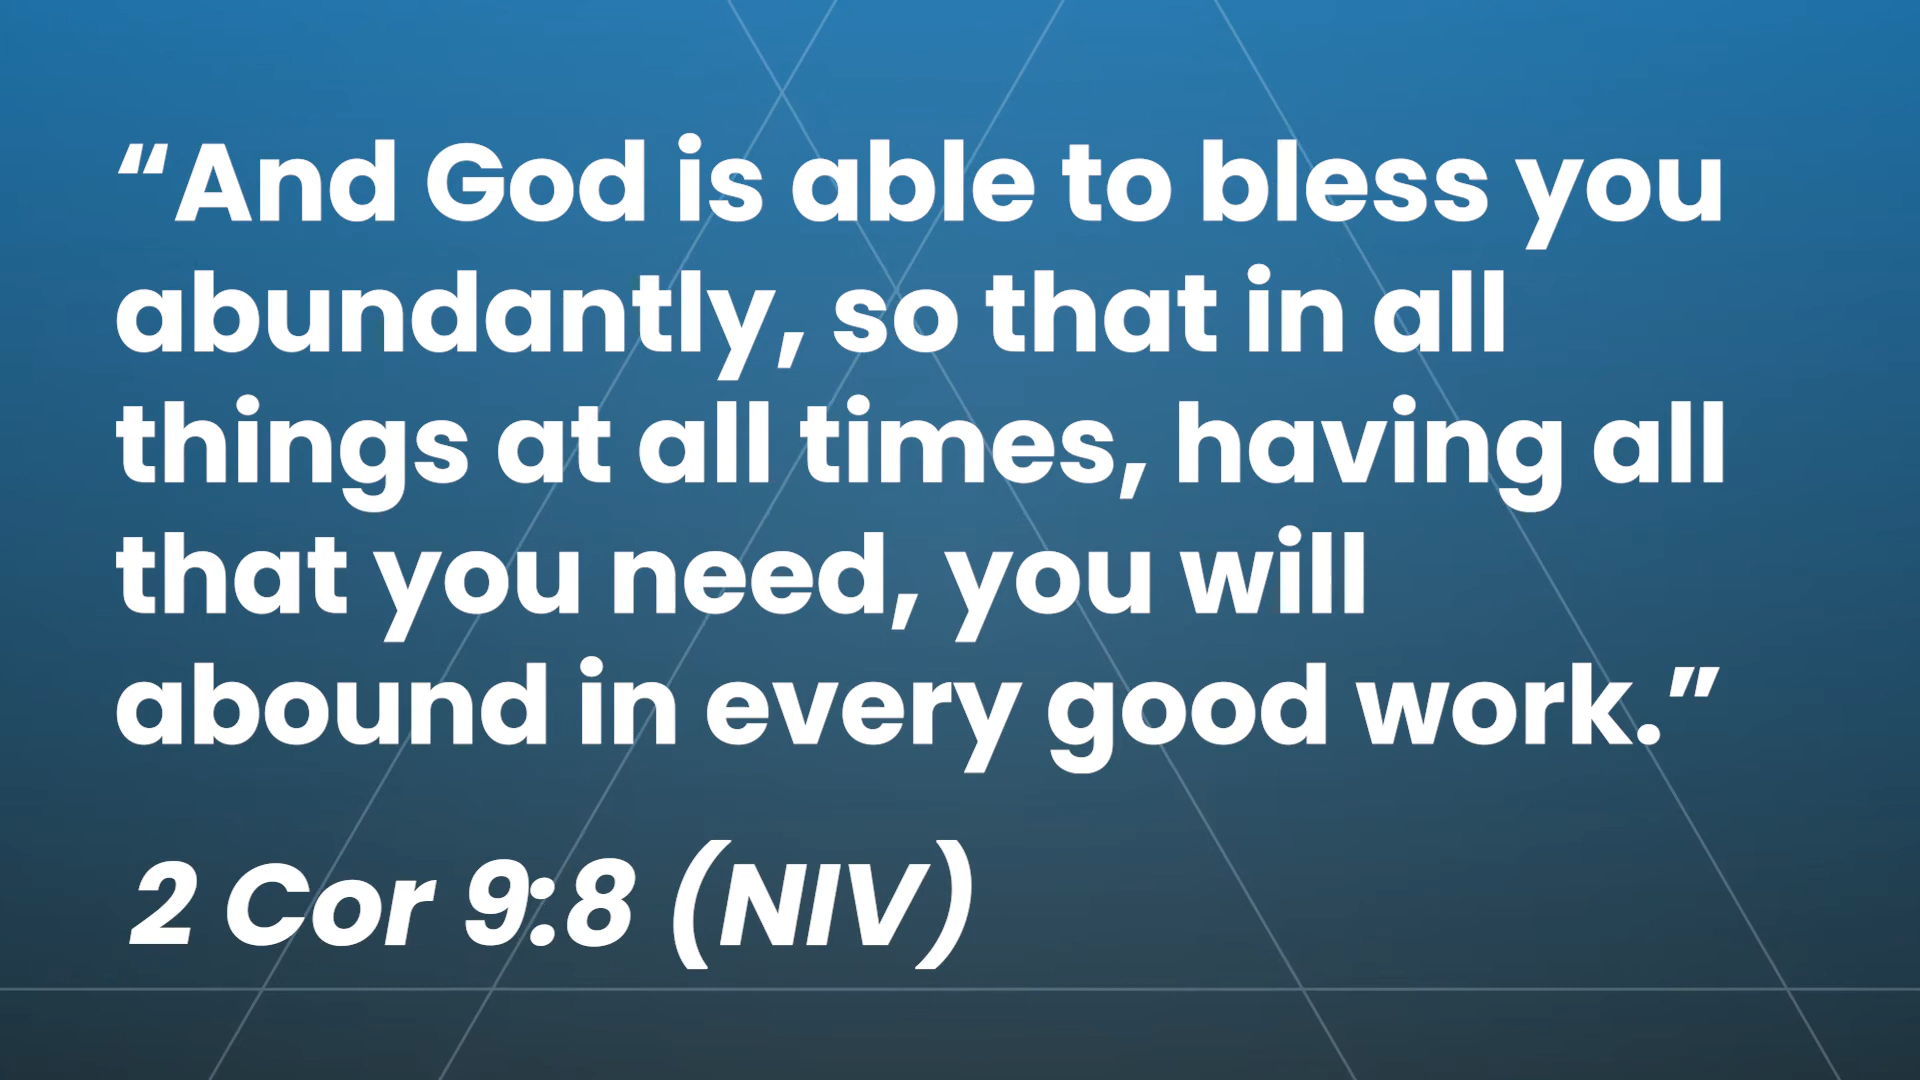 “And God is able to bless you
abundantly, so that in all
things at all times, having all
that you need, you will
abound in every good work.”
2 Cor 9:8 (NIV)